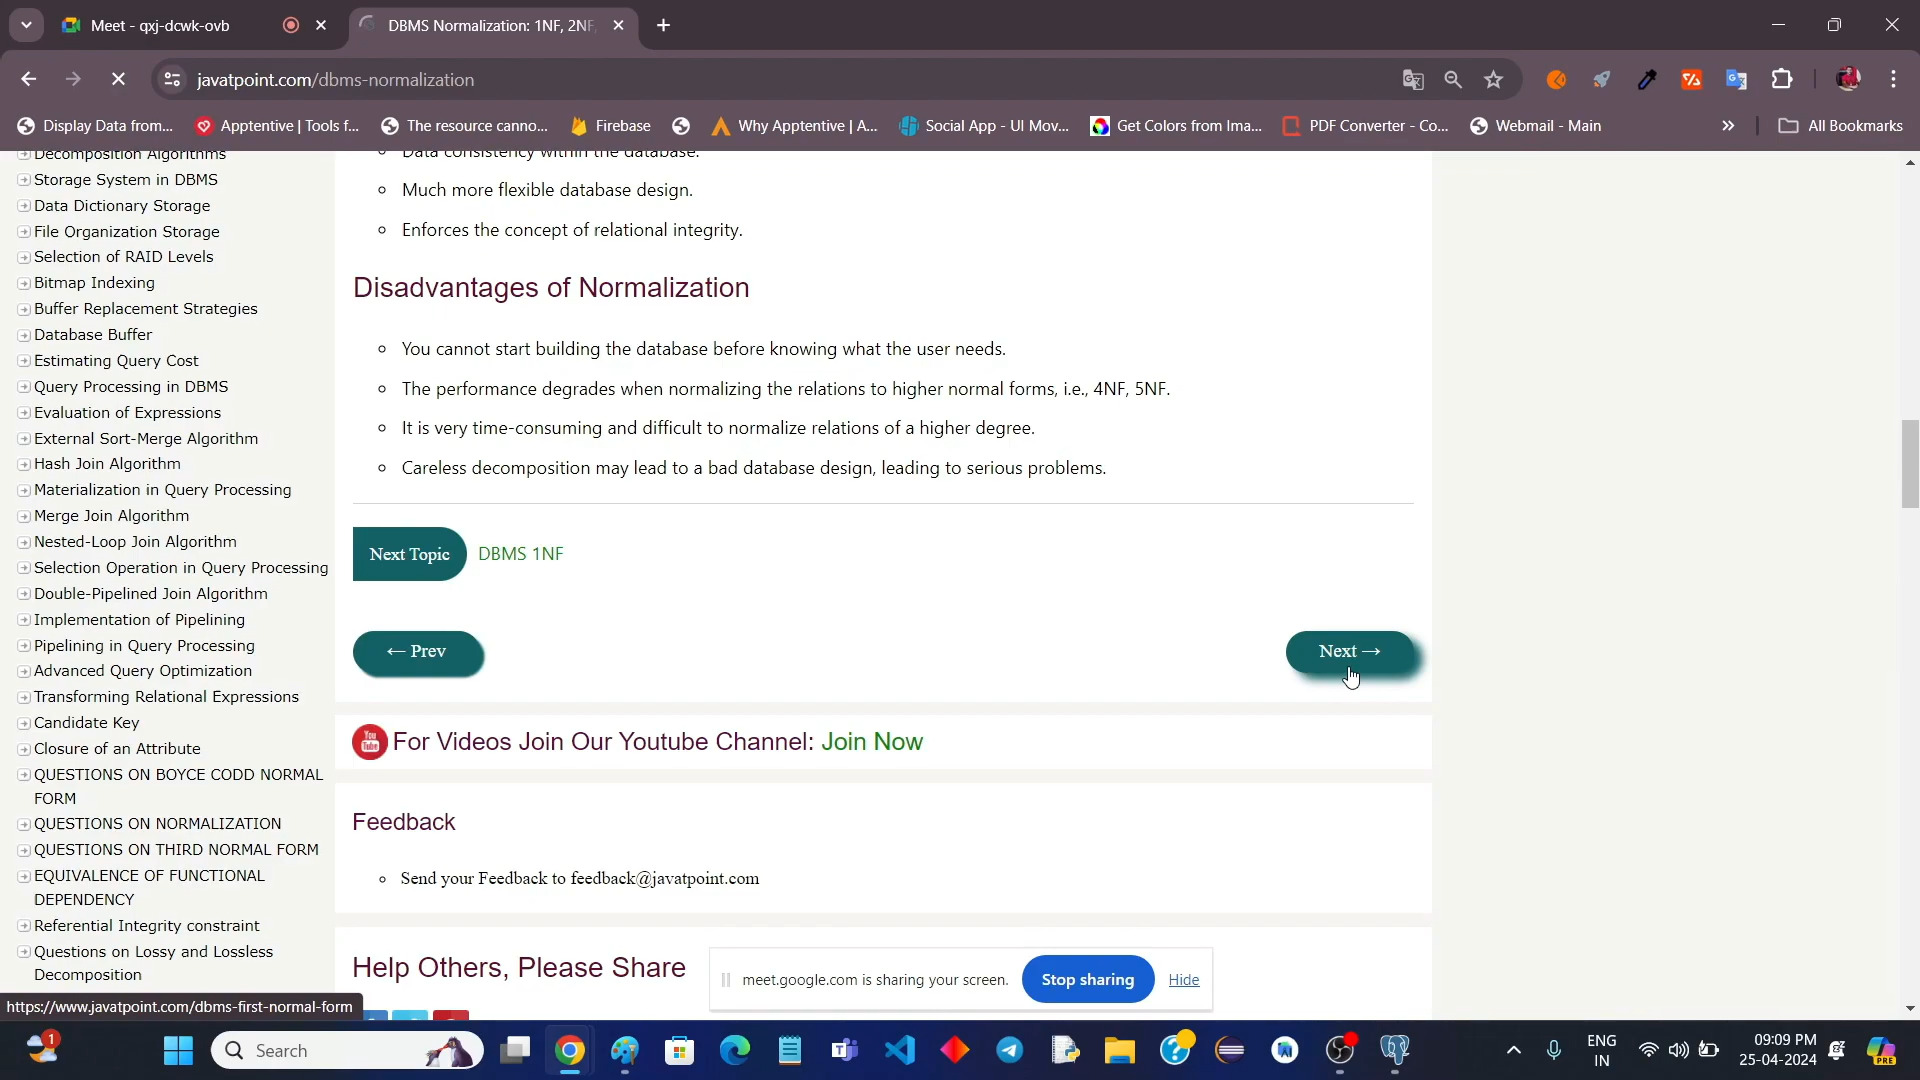 Meet - qxj-dcwk-ovb
DBMS Normalization: 1NF, 2NF,
javatpoint.com/dbms-normalization
Display Data from...
Apptentive | Tools f...
The resource canno...
Firebase
Why Apptentive | A...
Social App - UI Mov...
Get Colors from Ima...
PDF Converter - Co...
Webmail - Main
»
All Bookmarks
Decomposition Algorithms
Storage System in DBMS
Data Dictionary Storage
File Organization Storage
Selection of RAID Levels
Bitmap Indexing
Buffer Replacement Strategies
Database Buffer
Estimating Query Cost
Query Processing in DBMS
Evaluation of Expressions
External Sort-Merge Algorithm
Hash Join Algorithm
Materialization in Query Processing
Merge Join Algorithm
Nested-Loop Join Algorithm
Selection Operation in Query Processing
Double-Pipelined Join Algorithm
Implementation of Pipelining
Pipelining in Query Processing
Advanced Query Optimization
Transforming Relational Expressions
Candidate Key
Closure of an Attribute
QUESTIONS ON BOYCE CODD NORMAL
FORM
QUESTIONS ON NORMALIZATION
QUESTIONS ON THIRD NORMAL FORM
EQUIVALENCE OF FUNCTIONAL
DEPENDENCY
Referential Integrity constraint
Questions on Lossy and Lossless
Decomposition
Data consistency within the database.
Much more flexible database design.
Enforces the concept of relational integrity.
Disadvantages of Normalization
You cannot start building the database before knowing what the user needs.
The performance degrades when normalizing the relations to higher normal forms, i.e., 4NF, 5NF.
It is very time-consuming and difficult to normalize relations of a higher degree.
Careless decomposition may lead to a bad database design, leading to serious problems.
Next Topic DBMS 1NF
← Prev
Next →
You
Tube
For Videos Join Our Youtube Channel: Join Now
Feedback
Send your Feedback to feedback@javatpoint.com
Help Others, Please Share
meet.google.com is sharing your screen.
Stop sharing
Hide
https://www.javatpoint.com/dbms-first-normal-form
1
Search
ENG
IN
09:09 PM
25-04-2024
PRE